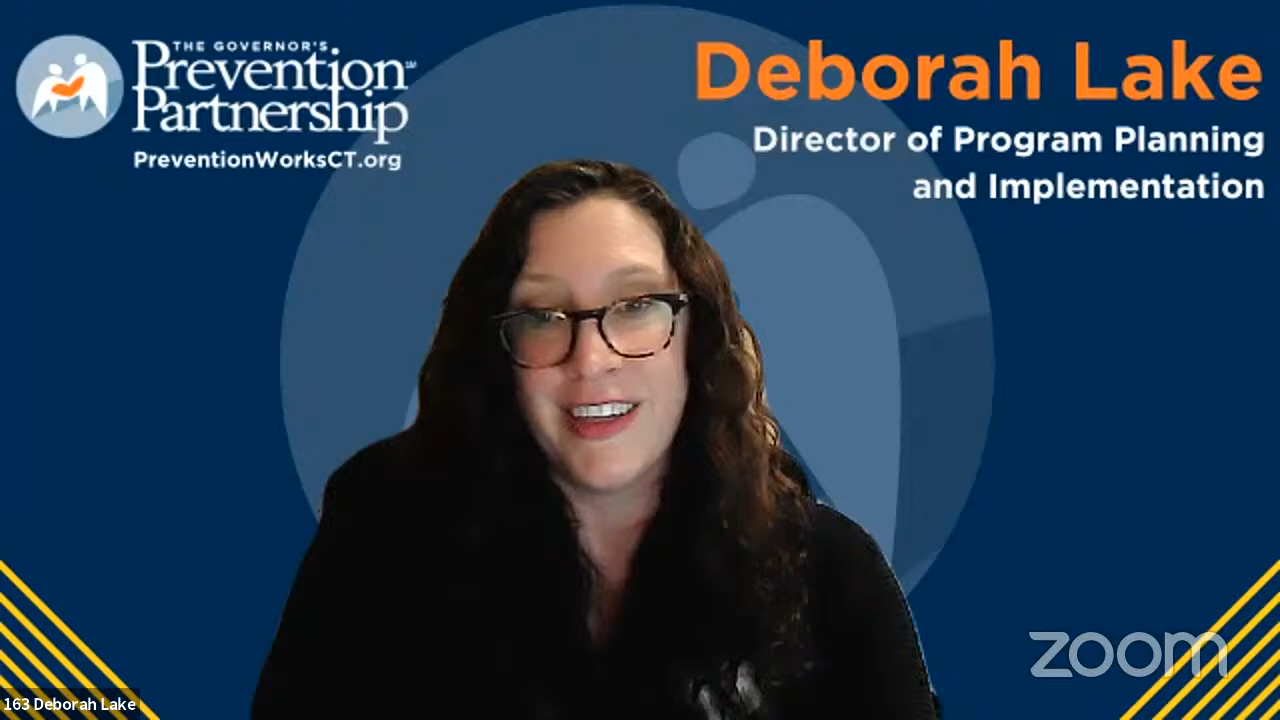 THE GOVERNOR'S
Prevention
Partnership
PreventionWorksCT.org
Deborah Lake
Director of Program Planning
and Implementation
zoom
163 Deborah Lake